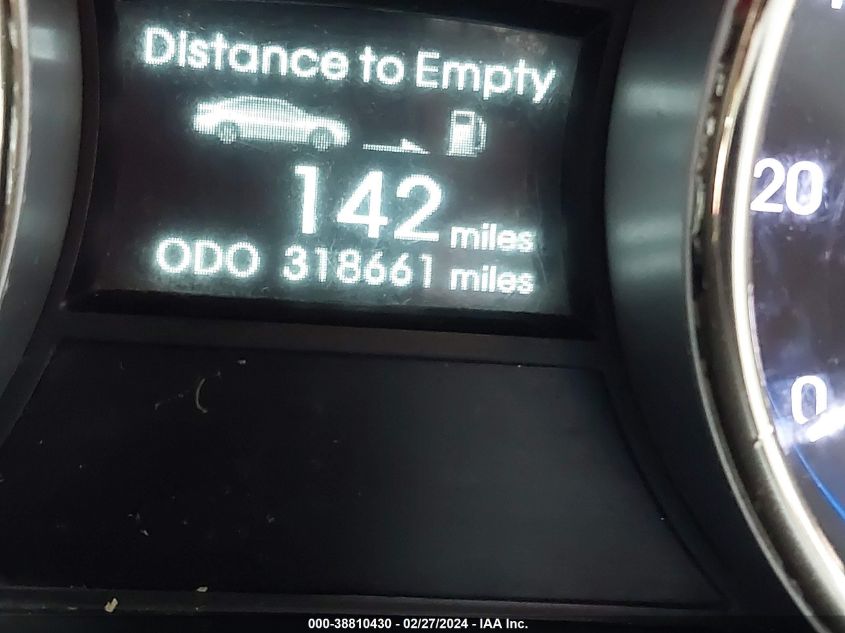 Distance to Empty
142 miles
ODO 318661 miles
20
0
000-38810430 - 02/27/2024 - IAA Inc.